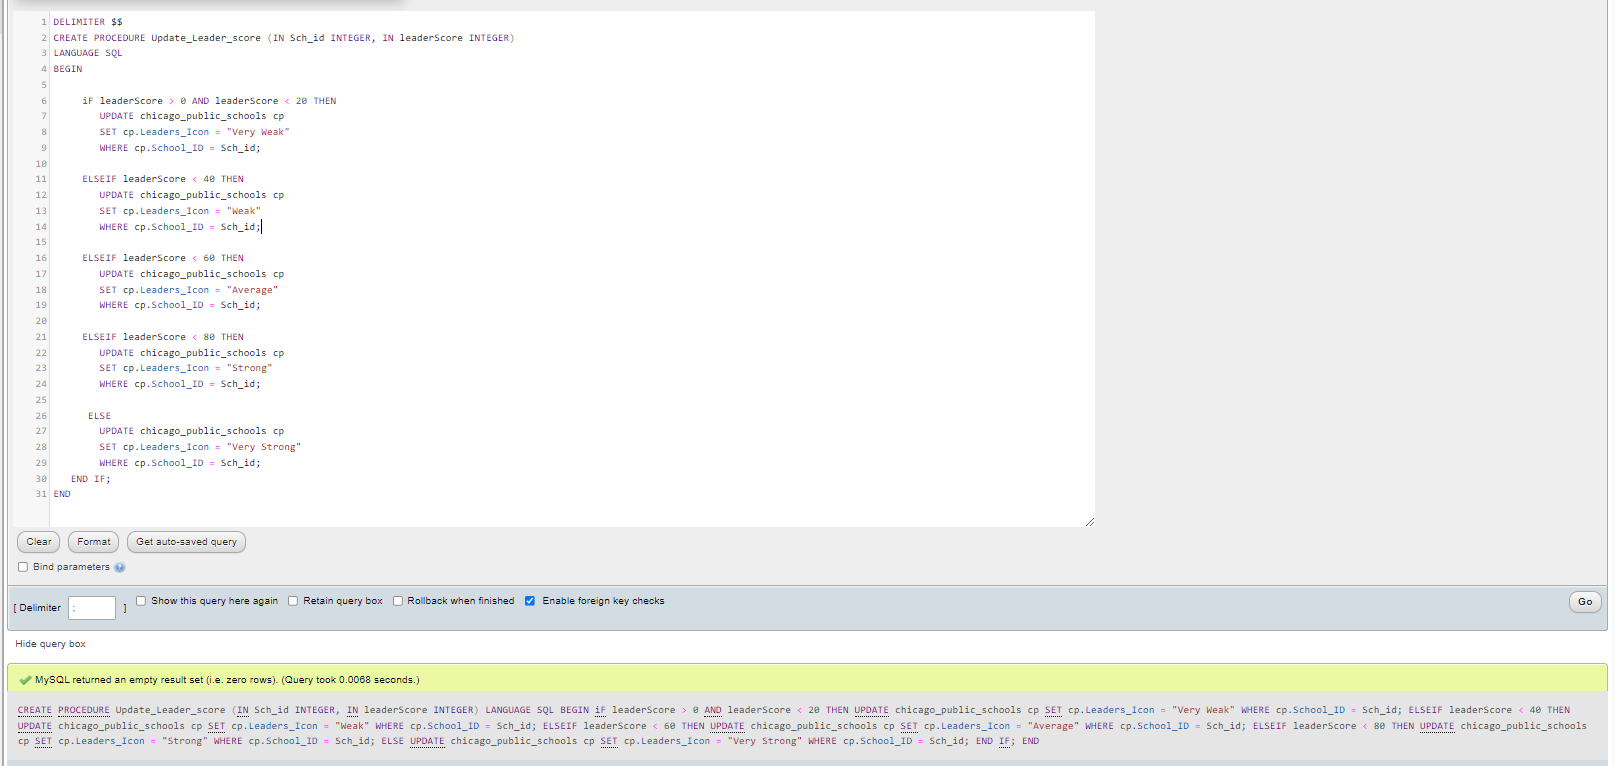 1 DELIMITER $$
2 CREATE PROCEDURE Update_Leader_score (IN Sch_id INTEGER, IN leaderScore INTEGER)
3 LANGUAGE SQL
4 BEGIN
5
6 iF leaderScore > 0 AND leaderScore < 20 THEN
7 UPDATE chicago_public_schools cp
8 SET cp.Leaders_Icon = "Very Weak"
9 WHERE cp.School_ID = Sch_id;
10
11 ELSEIF leaderScore < 40 THEN
12 UPDATE chicago_public_schools cp
13 SET cp.Leaders_Icon = "Weak"
14 WHERE cp.School_ID = Sch_id;
15
16 ELSEIF leaderScore < 60 THEN
17 UPDATE chicago_public_schools cp
18 SET cp.Leaders_Icon = "Average"
19 WHERE cp.School_ID = Sch_id;
20
21 ELSEIF leaderScore < 80 THEN
22 UPDATE chicago_public_schools cp
23 SET cp.Leaders_Icon = "Strong"
24 WHERE cp.School_ID = Sch_id;
25
26 ELSE
27 UPDATE chicago_public_schools cp
28 SET cp.Leaders_Icon = "Very Strong"
29 WHERE cp.School_ID = Sch_id;
30 END IF;
31 END
Clear Format Get auto-saved query
Bind parameters
[ Delimiter ; ] Show this query here again Retain query box Rollback when finished Enable foreign key checks Go
Hide query box
MySQL returned an empty result set (i.e. zero rows). (Query took 0.0068 seconds.)
CREATE PROCEDURE Update_Leader_score (IN Sch_id INTEGER, IN leaderScore INTEGER) LANGUAGE SQL BEGIN iF leaderScore > 0 AND leaderScore < 20 THEN UPDATE chicago_public_schools cp SET cp.Leaders_Icon = "Very Weak" WHERE cp.School_ID = Sch_id; ELSEIF leaderScore < 40 THEN
UPDATE chicago_public_schools cp SET cp.Leaders_Icon = "Weak" WHERE cp.School_ID = Sch_id; ELSEIF leaderScore < 60 THEN UPDATE chicago_public_schools cp SET cp.Leaders_Icon = "Average" WHERE cp.School_ID = Sch_id; ELSEIF leaderScore < 80 THEN UPDATE chicago_public_schools
cp SET cp.Leaders_Icon = "Strong" WHERE cp.School_ID = Sch_id; ELSE UPDATE chicago_public_schools cp SET cp.Leaders_Icon = "Very Strong" WHERE cp.School_ID = Sch_id; END IF; END